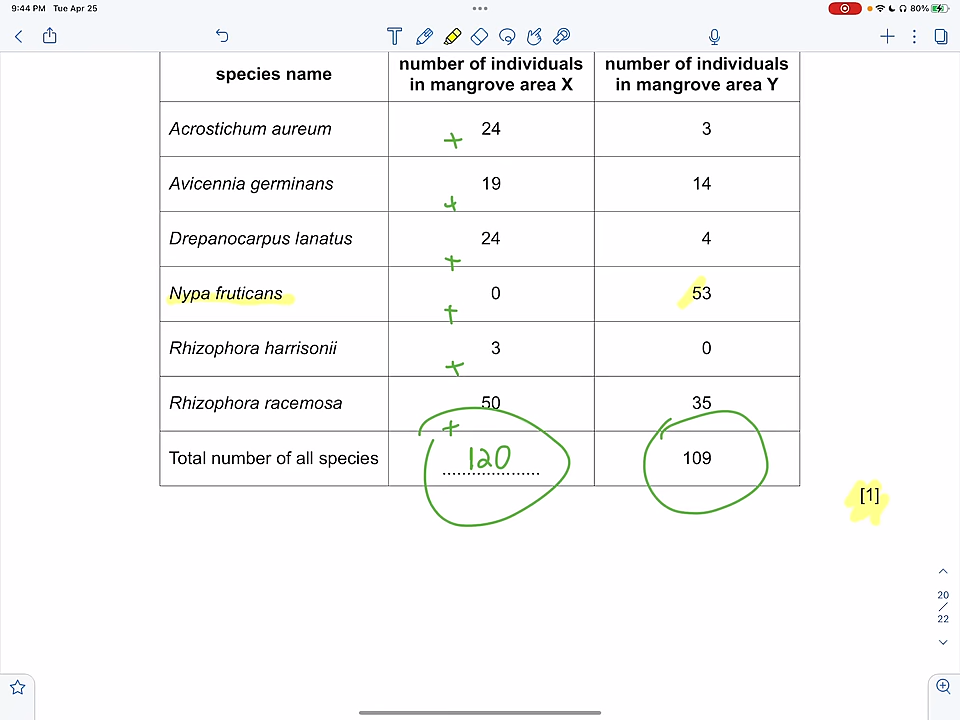 9:44 PM Tue Apr 25
80%
species name
number of individuals
in mangrove area X
number of individuals
in mangrove area Y
Acrostichum aureum + 24 3
Avicennia germinans + 19 14
Drepanocarpus lanatus + 24 4
Nypa fruticans + 0 53
Rhizophora harrisonii + 3 0
Rhizophora racemosa + 50 35
Total number of all species 120 109
[1]
20
/
22